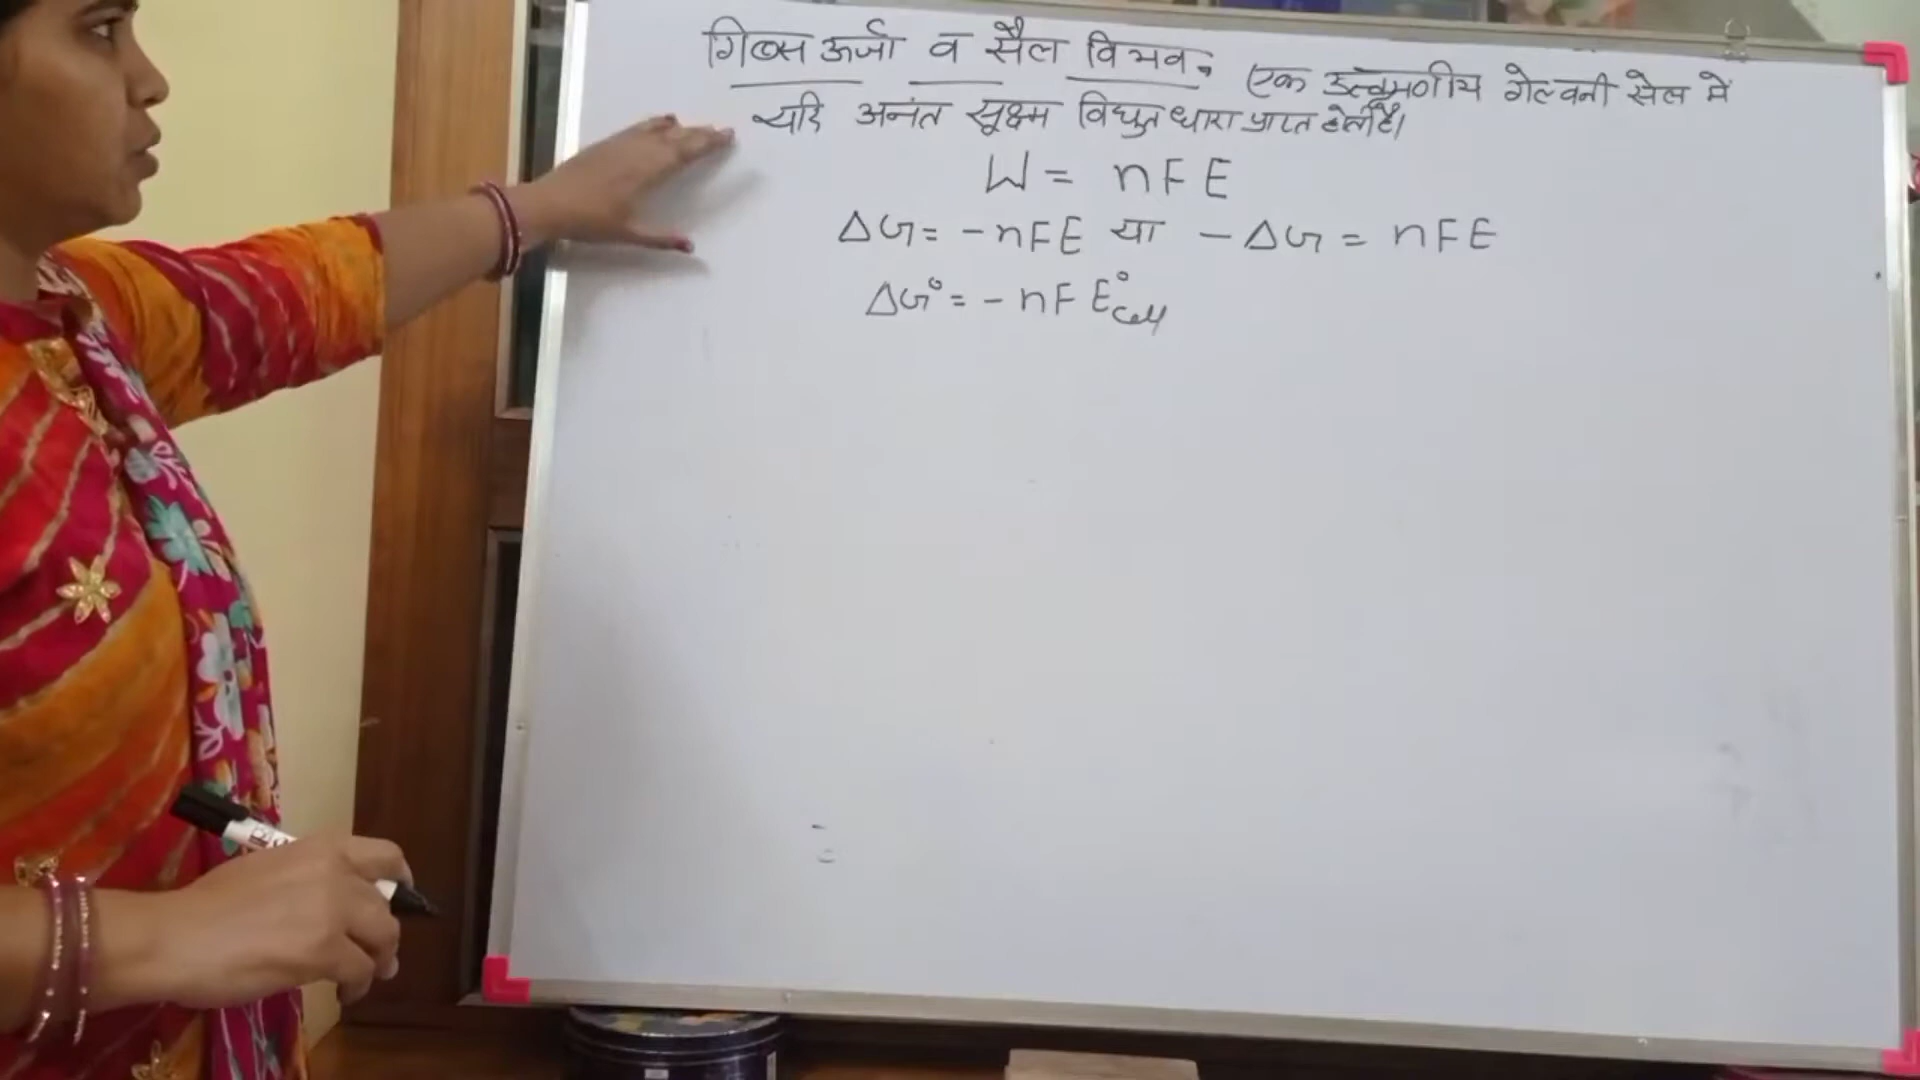 गिब्स ऊर्जा व सैल विभव:- एक उत्क्रमणीय गेल्वनी सेल में
यदि अनंत सूक्ष्म विद्युत धारा प्राप्त होती है।
W = nFE
ΔG = -nFE या -ΔG = nFE
ΔG° = -nFE°cell